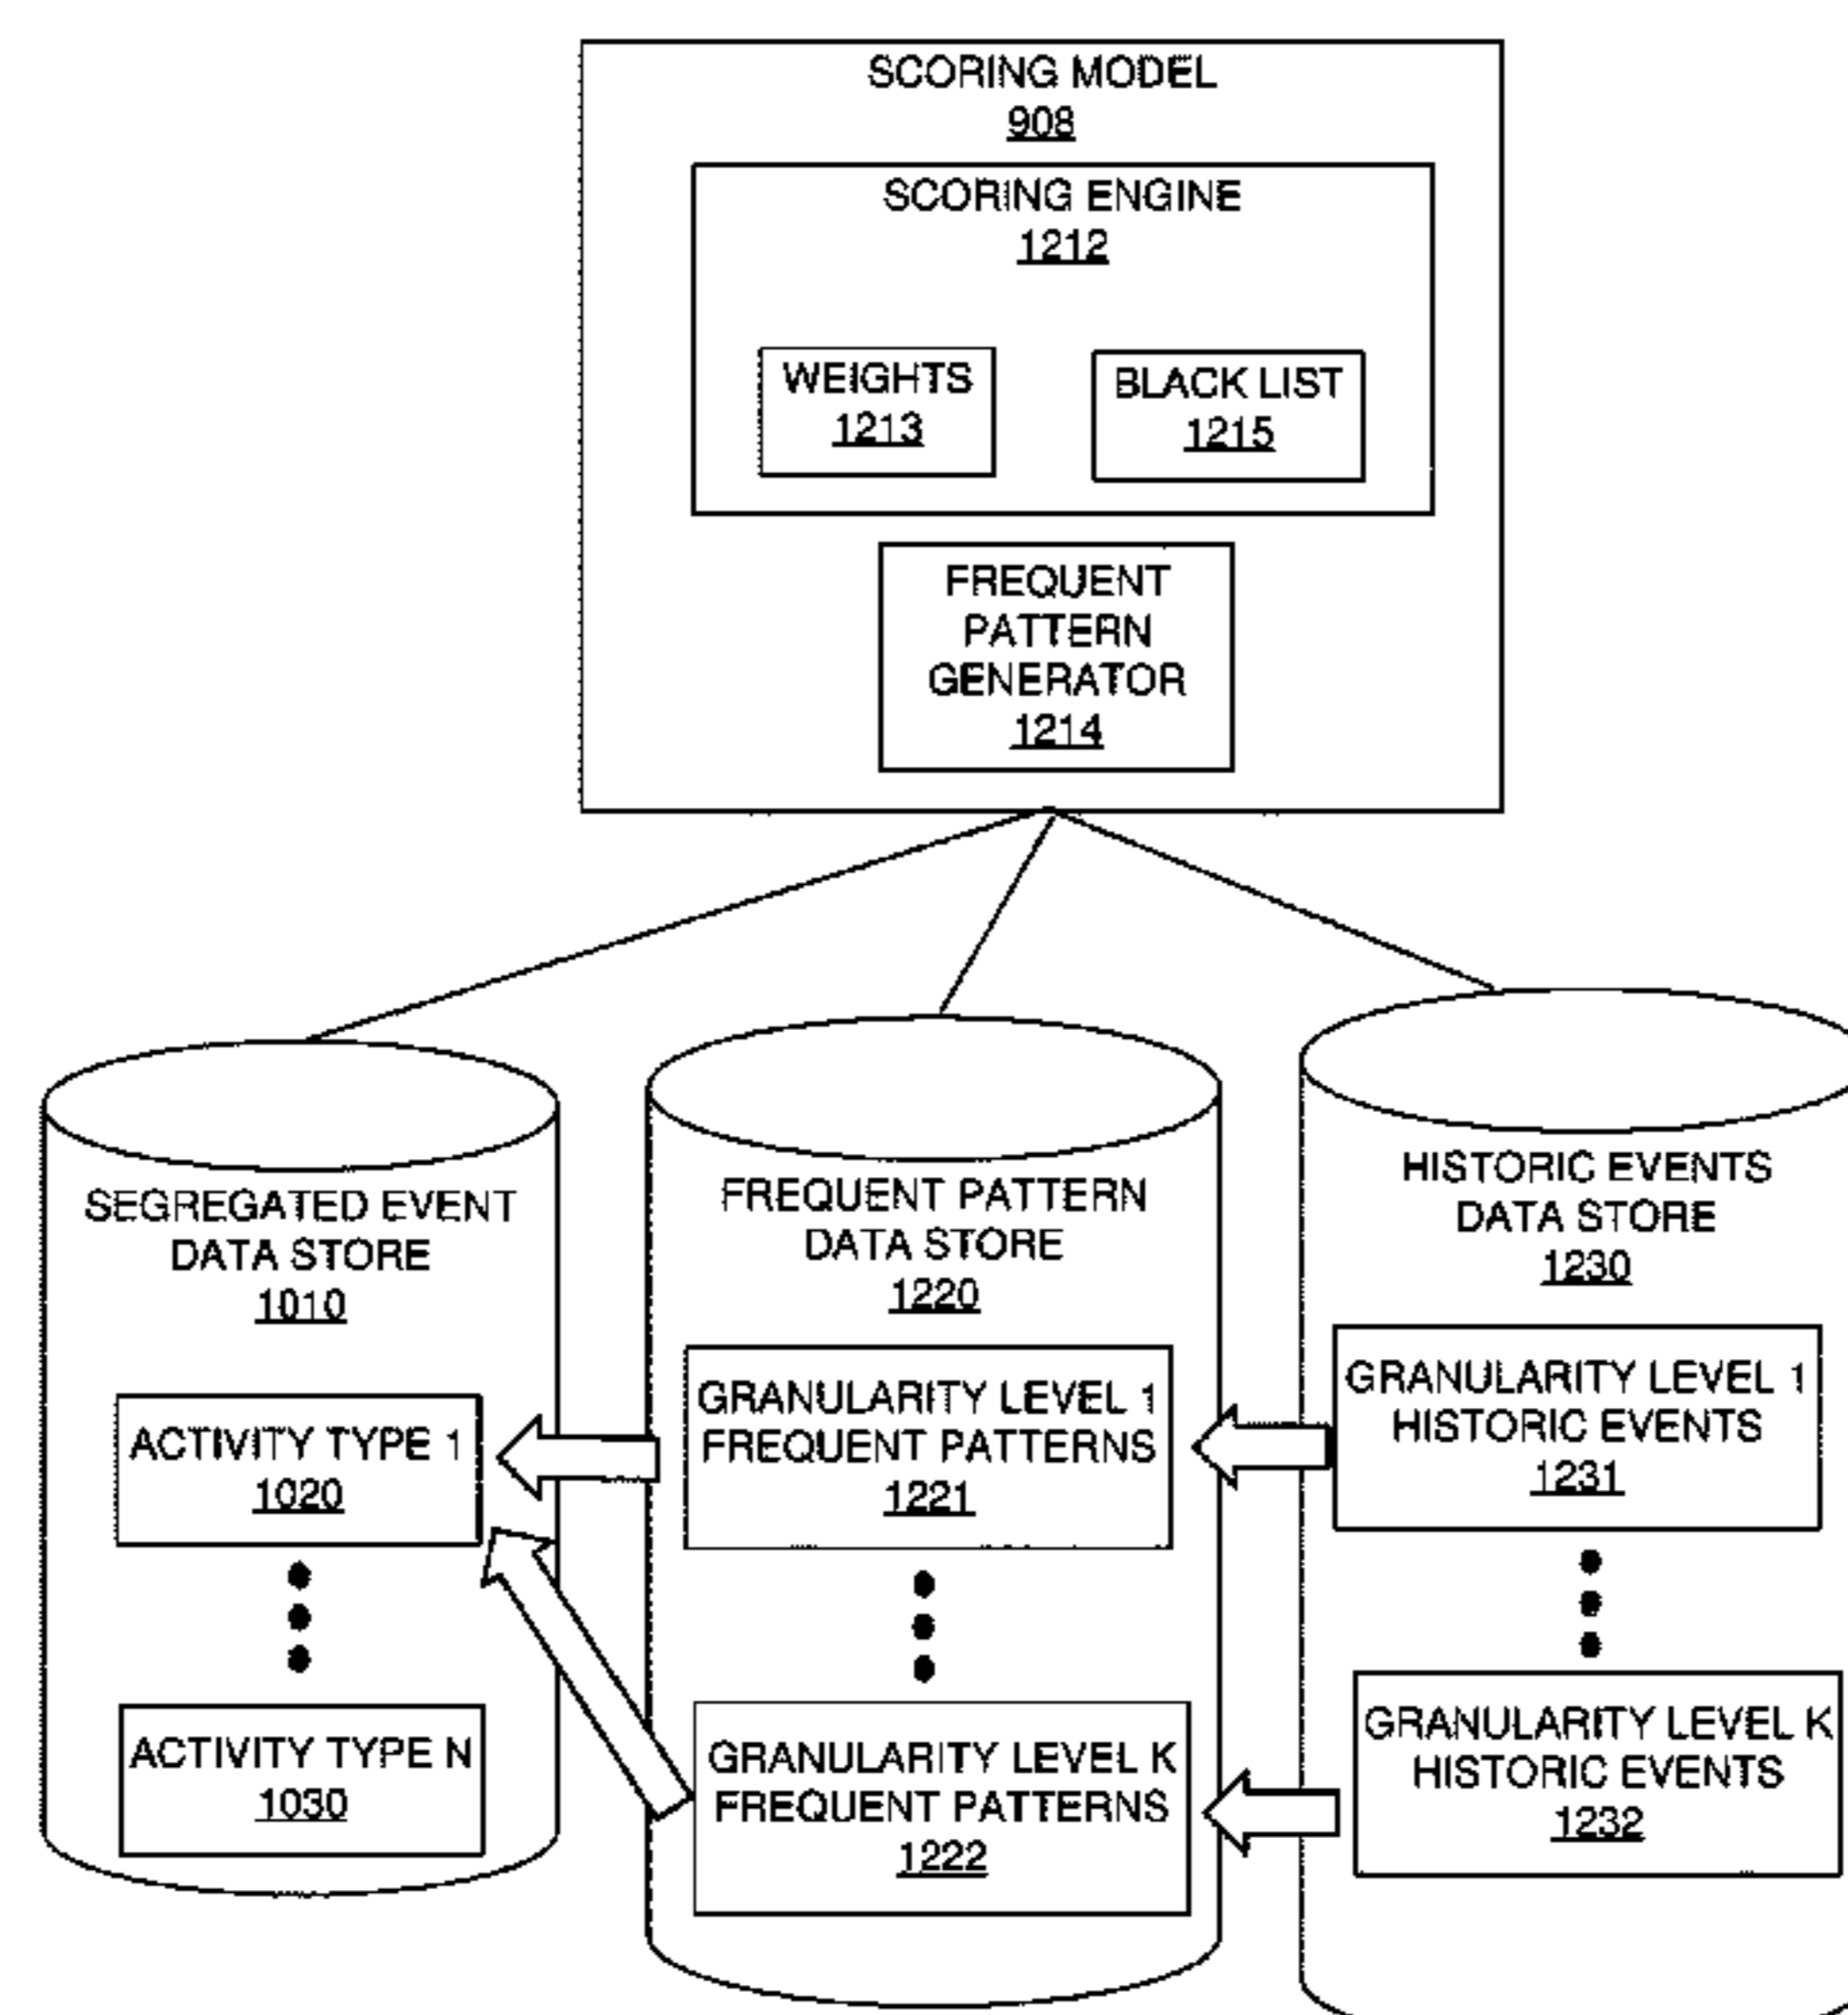 SCORING MODEL
908
SCORING ENGINE
1212
WEIGHTS
1213
BLACK LIST
1215
FREQUENT
PATTERN
GENERATOR
1214
SEGREGATED EVENT
DATA STORE
1010
ACTIVITY TYPE 1
1020
ACTIVITY TYPE N
1030
FREQUENT PATTERN
DATA STORE
1220
GRANULARITY LEVEL 1
FREQUENT PATTERNS
1221
GRANULARITY LEVEL K
FREQUENT PATTERNS
1222
HISTORIC EVENTS
DATA STORE
1230
GRANULARITY LEVEL 1
HISTORIC EVENTS
1231
GRANULARITY LEVEL K
HISTORIC EVENTS
1232